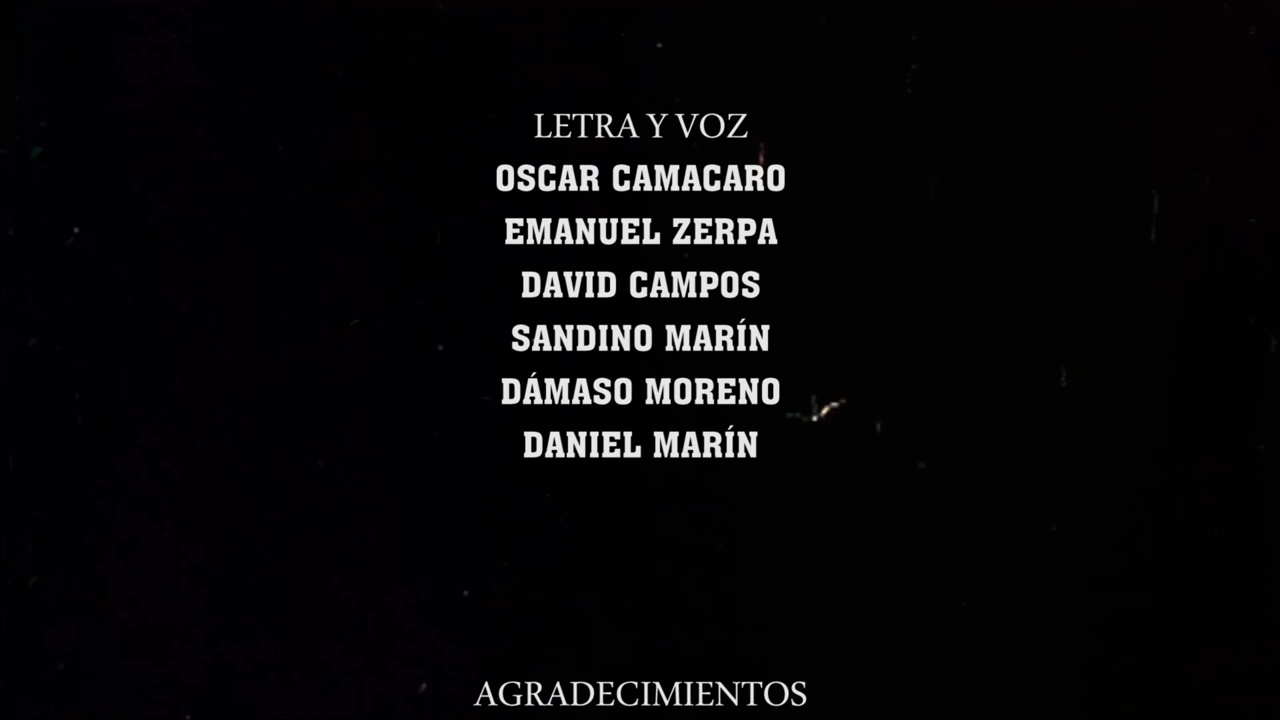 LETRA Y VOZ
OSCAR CAMACARO
EMANUEL ZERPA
DAVID CAMPOS
SANDINO MARÍN
DÁMASO MORENO
DANIEL MARÍN
AGRADECIMIENTOS